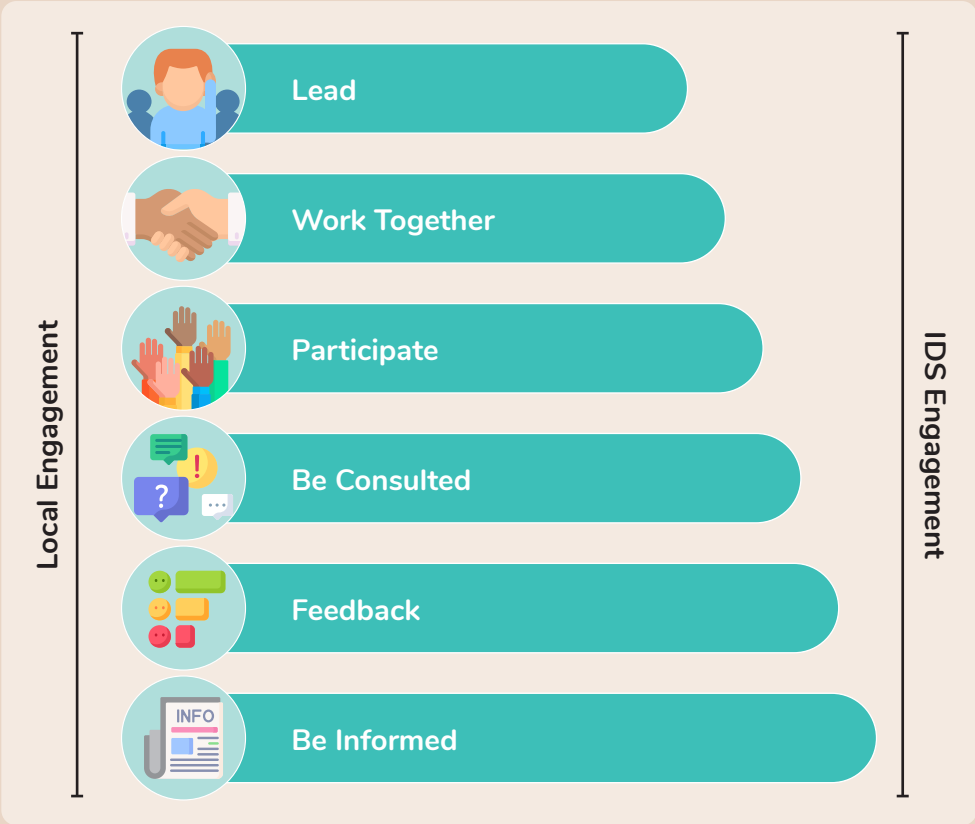 Lead
Work Together
Participate
Be Consulted
Feedback
Be Informed
Local Engagement
IDS Engagement
!
?
INFO